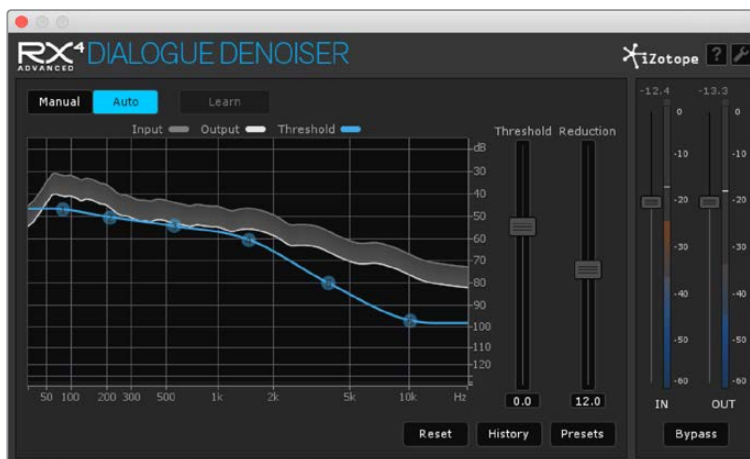 RX4 DIALOGUE DENOISER
ADVANCED
iZotope
?
Manual
Auto
Learn
Input
Output
Threshold
Threshold
Reduction
dB
-30
-40
-50
-60
-70
-80
-90
-100
-110
-120
50
100
200
300
500
1k
2k
5k
10k
Hz
0.0
12.0
-12.4
-13.3
0
-10
-20
-30
-40
-50
-60
0
-10
-20
-30
-40
-50
-60
IN
OUT
Reset
History
Presets
Bypass